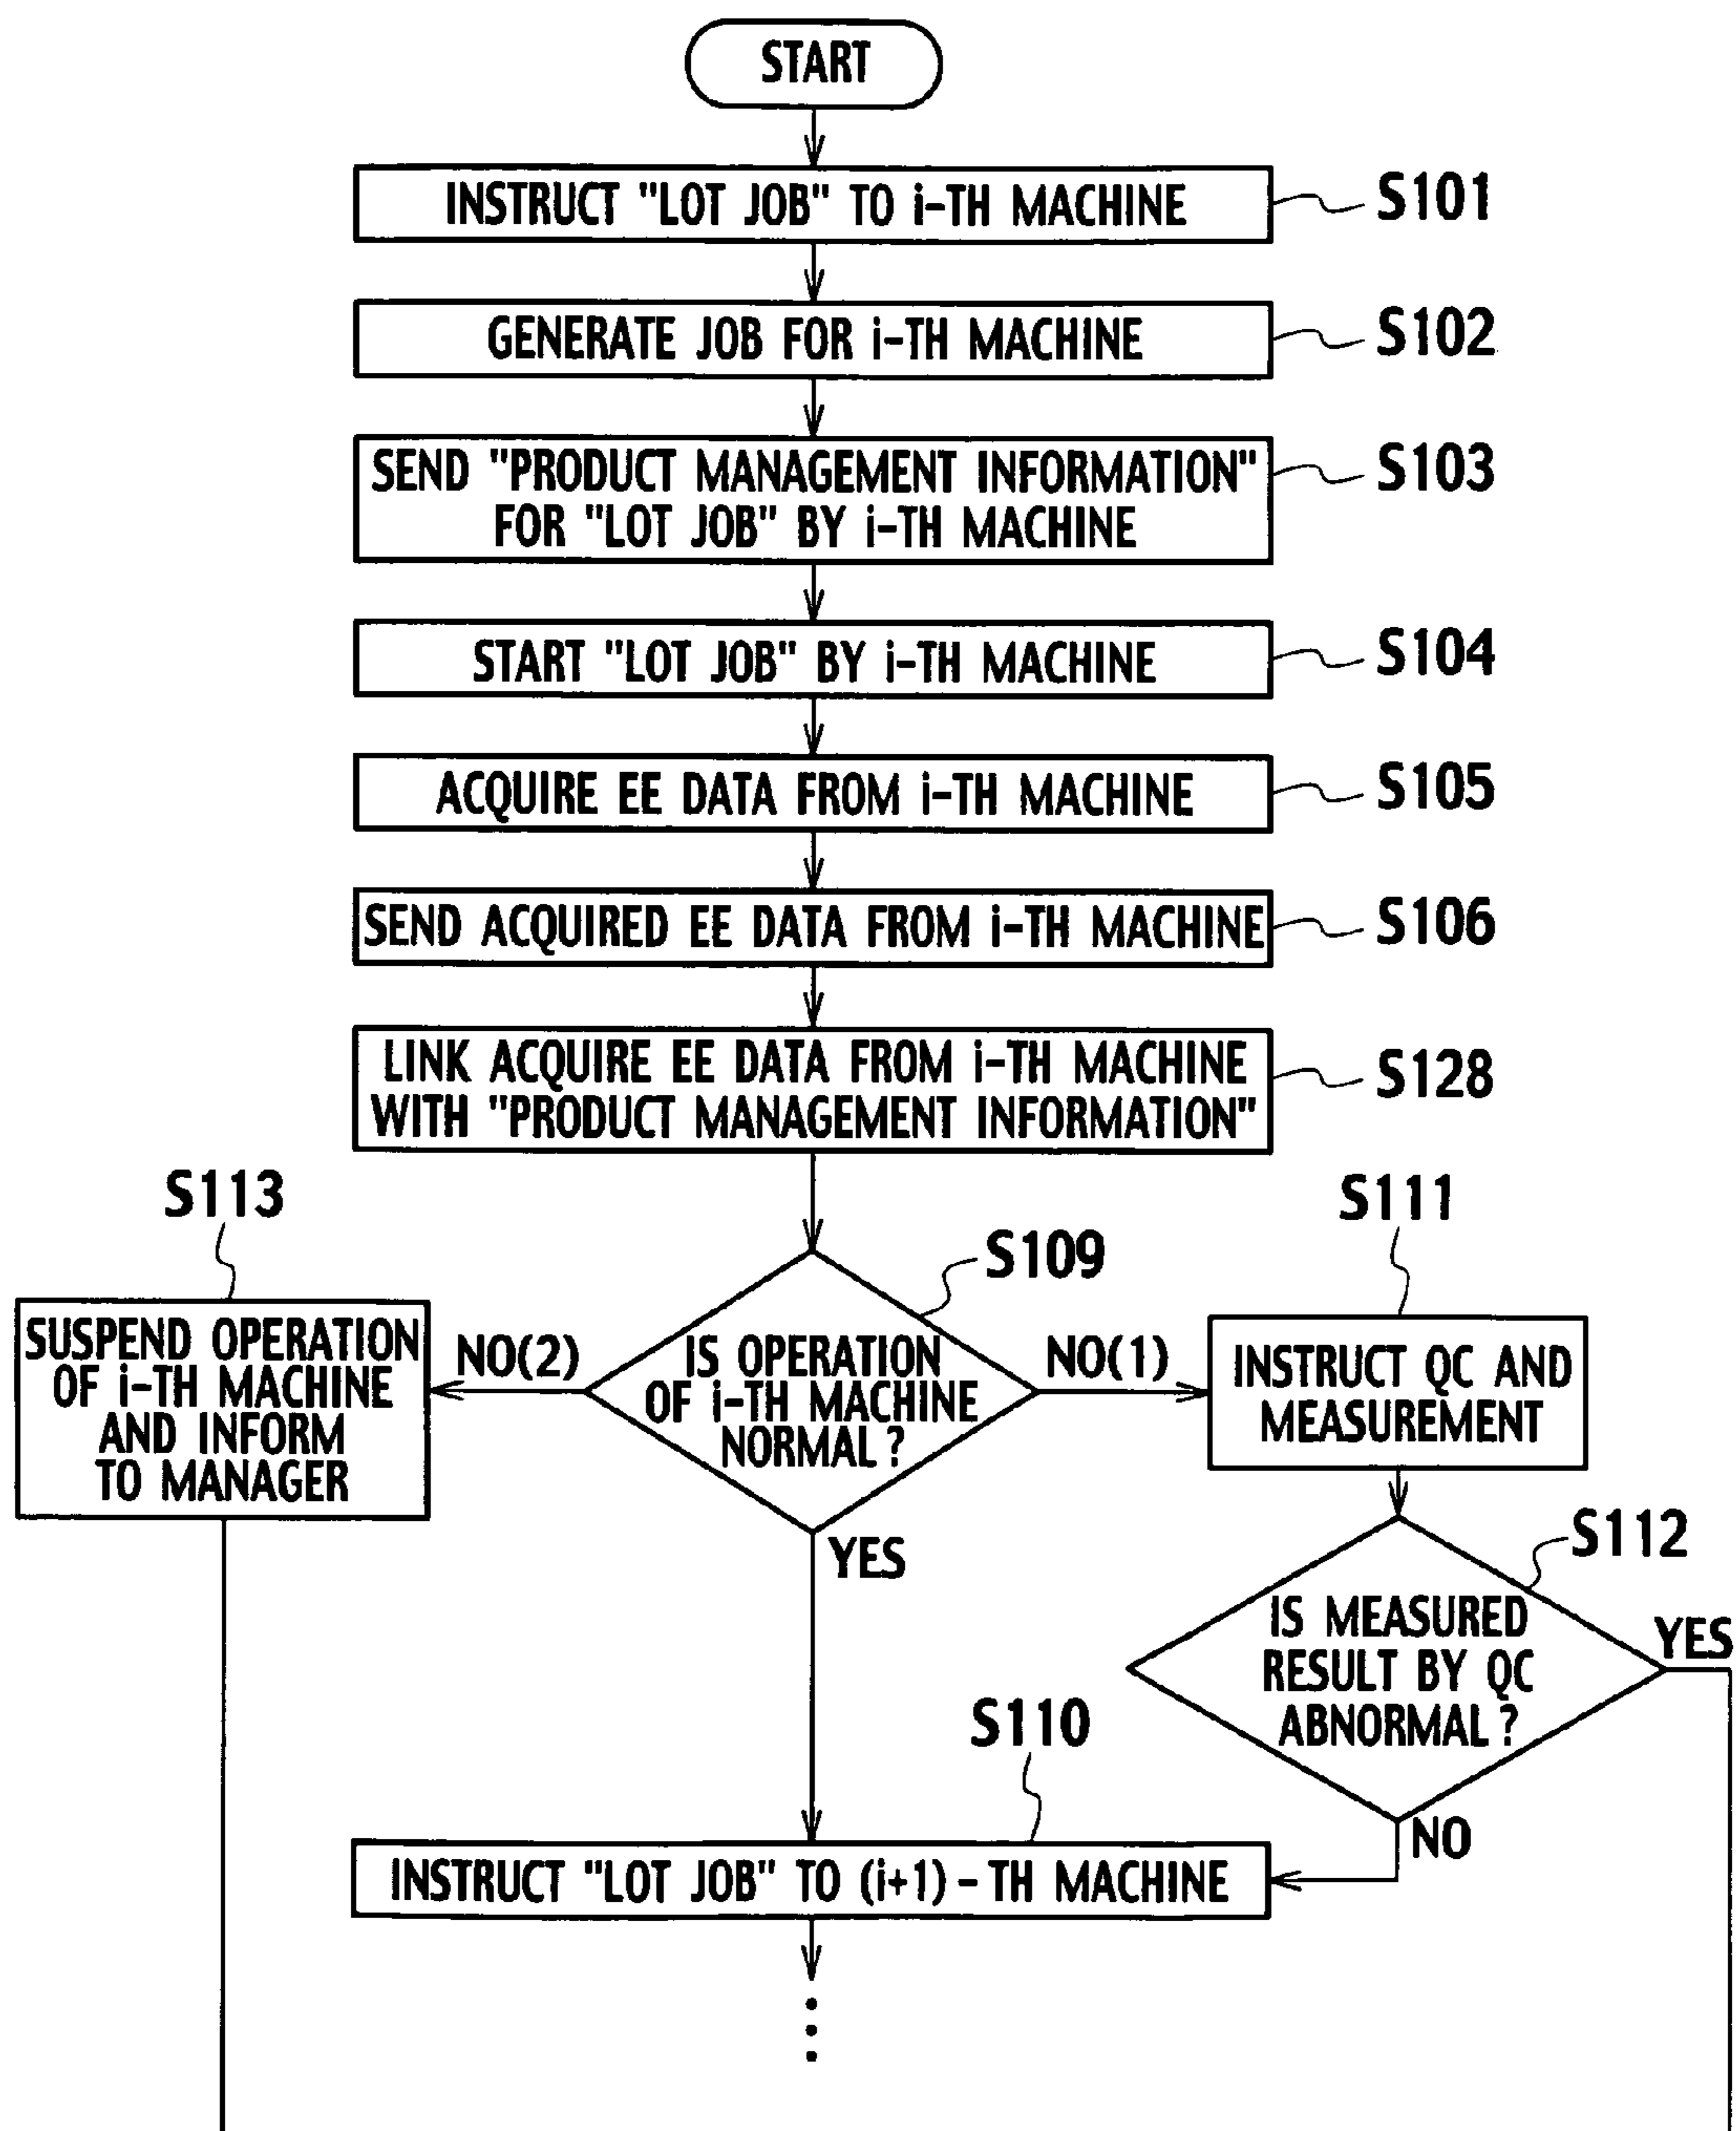 START
INSTRUCT "LOT JOB" TO i-TH MACHINE
S101
GENERATE JOB FOR i-TH MACHINE
S102
SEND "PRODUCT MANAGEMENT INFORMATION"
FOR "LOT JOB" BY i-TH MACHINE
S103
START "LOT JOB" BY i-TH MACHINE
S104
ACQUIRE EE DATA FROM i-TH MACHINE
S105
SEND ACQUIRED EE DATA FROM i-TH MACHINE
S106
LINK ACQUIRE EE DATA FROM i-TH MACHINE
WITH "PRODUCT MANAGEMENT INFORMATION"
S128
S113
SUSPEND OPERATION
OF i-TH MACHINE
AND INFORM
TO MANAGER
NO(2)
S109
IS OPERATION
OF i-TH MACHINE
NORMAL?
NO(1)
YES
S111
INSTRUCT QC AND
MEASUREMENT
S112
IS MEASURED
RESULT BY QC
ABNORMAL?
YES
NO
S110
INSTRUCT "LOT JOB" TO (i+1)-TH MACHINE